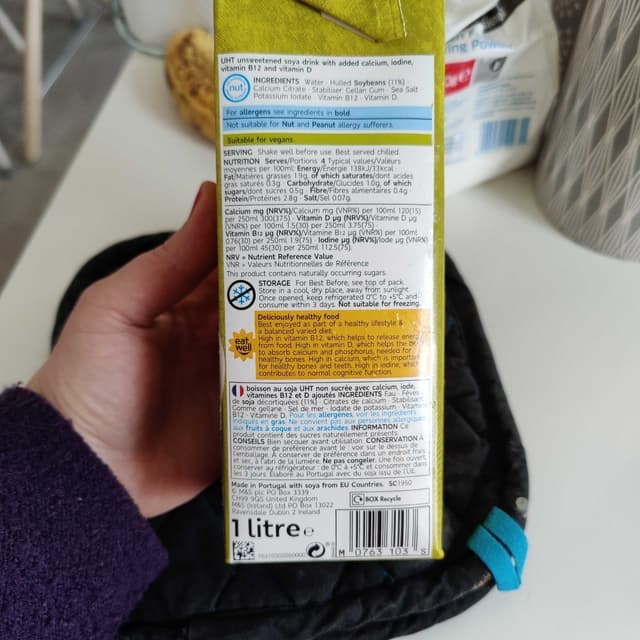 UHT unsweetened soya drink with added calcium, iodine,
vitamin B12 and vitamin D
nut
INGREDIENTS · Water · Hulled Soybeans (11%) ·
Calcium Citrate · Stabiliser: Gellan Gum · Sea Salt
Potassium Iodate · Vitamin B12 · Vitamin D.
For allergens see ingredients in bold.
Not suitable for Nut and Peanut allergy sufferers.
Suitable for vegans.
SERVING Shake well before use. Best served chilled.
NUTRITION Serves/Portions: 4 Typical values/Valeurs
moyennes per 100ml: Energy/Énergie 138kJ/33kcal
Fat/Matières grasses 1.9g, of which saturates/dont acides
gras saturés 0.3g · Carbohydrate/Glucides 1.0g, of which
sugars/dont sucres 0.5g · Fibre/Fibres alimentaires 0.4g ·
Protein/Protéines 2.8g · Salt/Sel 0.07g.
Calcium mg (NRV%)/Calcium mg (VNR%) per 100ml 120(15)
per 250ml 300(37.5) · Vitamin D µg (NRV%)/Vitamine D µg
(VNR%) per 100ml 1.5(30) per 250ml 3.75(75) ·
Vitamin B12 µg (NRV%)/Vitamine B12 µg (VNR%) per 100ml
0.76(30) per 250ml 1.9(75) · Iodine µg (NRV%)/Iode µg (VNR%)
per 100ml 45(30) per 250ml 112.5(75).
NRV = Nutrient Reference Value
VNR = Valeurs Nutritionnelles de Référence
This product contains naturally occurring sugars.
STORAGE For Best Before, see top of pack.
Store in a cool, dry place, away from sunlight.
Once opened, keep refrigerated 0°C to +5°C and
consume within 3 days. Not suitable for freezing.
eat well
Deliciously healthy food
Best enjoyed as part of a healthy lifestyle &
a balanced varied diet.
High in vitamin B12, which helps to release energy
from food. High in vitamin D, which helps the
to absorb calcium and phosphorus, needed for
healthy bones. High in calcium, which is important
for healthy bones and teeth. High in iodine, which
contributes to normal cognitive function.
boisson au soja UHT non sucrée avec calcium, iode,
vitamines B12 et D ajoutés INGRÉDIENTS Eau · Fèves
de soja décortiquées (11%) · Citrates de calcium · Stabilisant:
Gomme gellane · Sel de mer · Iodate de potassium · Vitamine
B12 · Vitamine D. Pour les allergènes, voir les ingrédients
indiqués en gras. Ne convient pas aux personnes allergiques
aux fruits à coque et aux arachides INFORMATION Ce
produit contient des sucres naturellement présents.
CONSEILS Bien secouer avant utilisation. CONSERVATION À
consommer de préférence avant le : voir sur le dessus de
l'emballage. À conserver de préférence dans un endroit frais
et sec, à l'abri de la lumière. Ne pas congeler. Une fois ouvert,
conserver au réfrigérateur : de 0°C à +5°C et consommer dans
les 3 jours. Élaboré au Portugal avec du soja issu de l'UE.
Made in Portugal with soya from EU Countries. SC1950
© M&S plc PO Box 3339
CH99 9QS United Kingdom
M&S (Ireland) Ltd PO Box 13022
Ravensdale Dublin 2 Ireland
BOX Recycle
1 litre e
M 0763 103 S